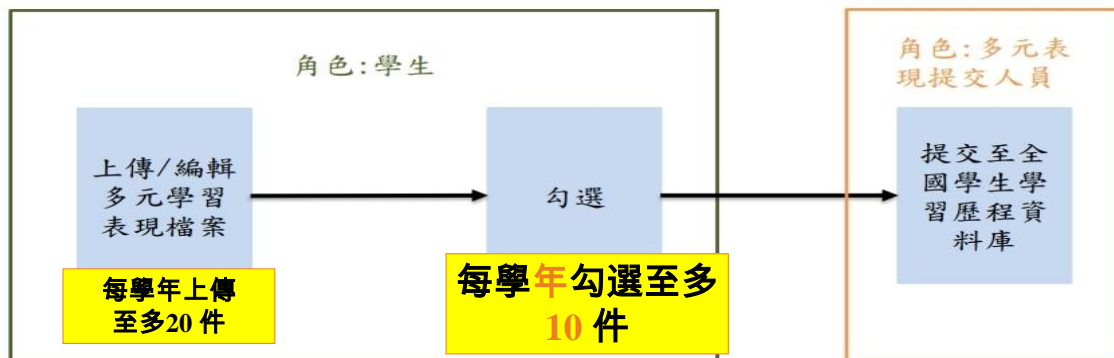 角色:學生
上傳/編輯
多元學習
表現檔案
每學年上傳
至多20 件
勾選
每學年勾選至多
10 件
角色:多元表
現提交人員
提交至全
國學生學
習歷程資
料庫